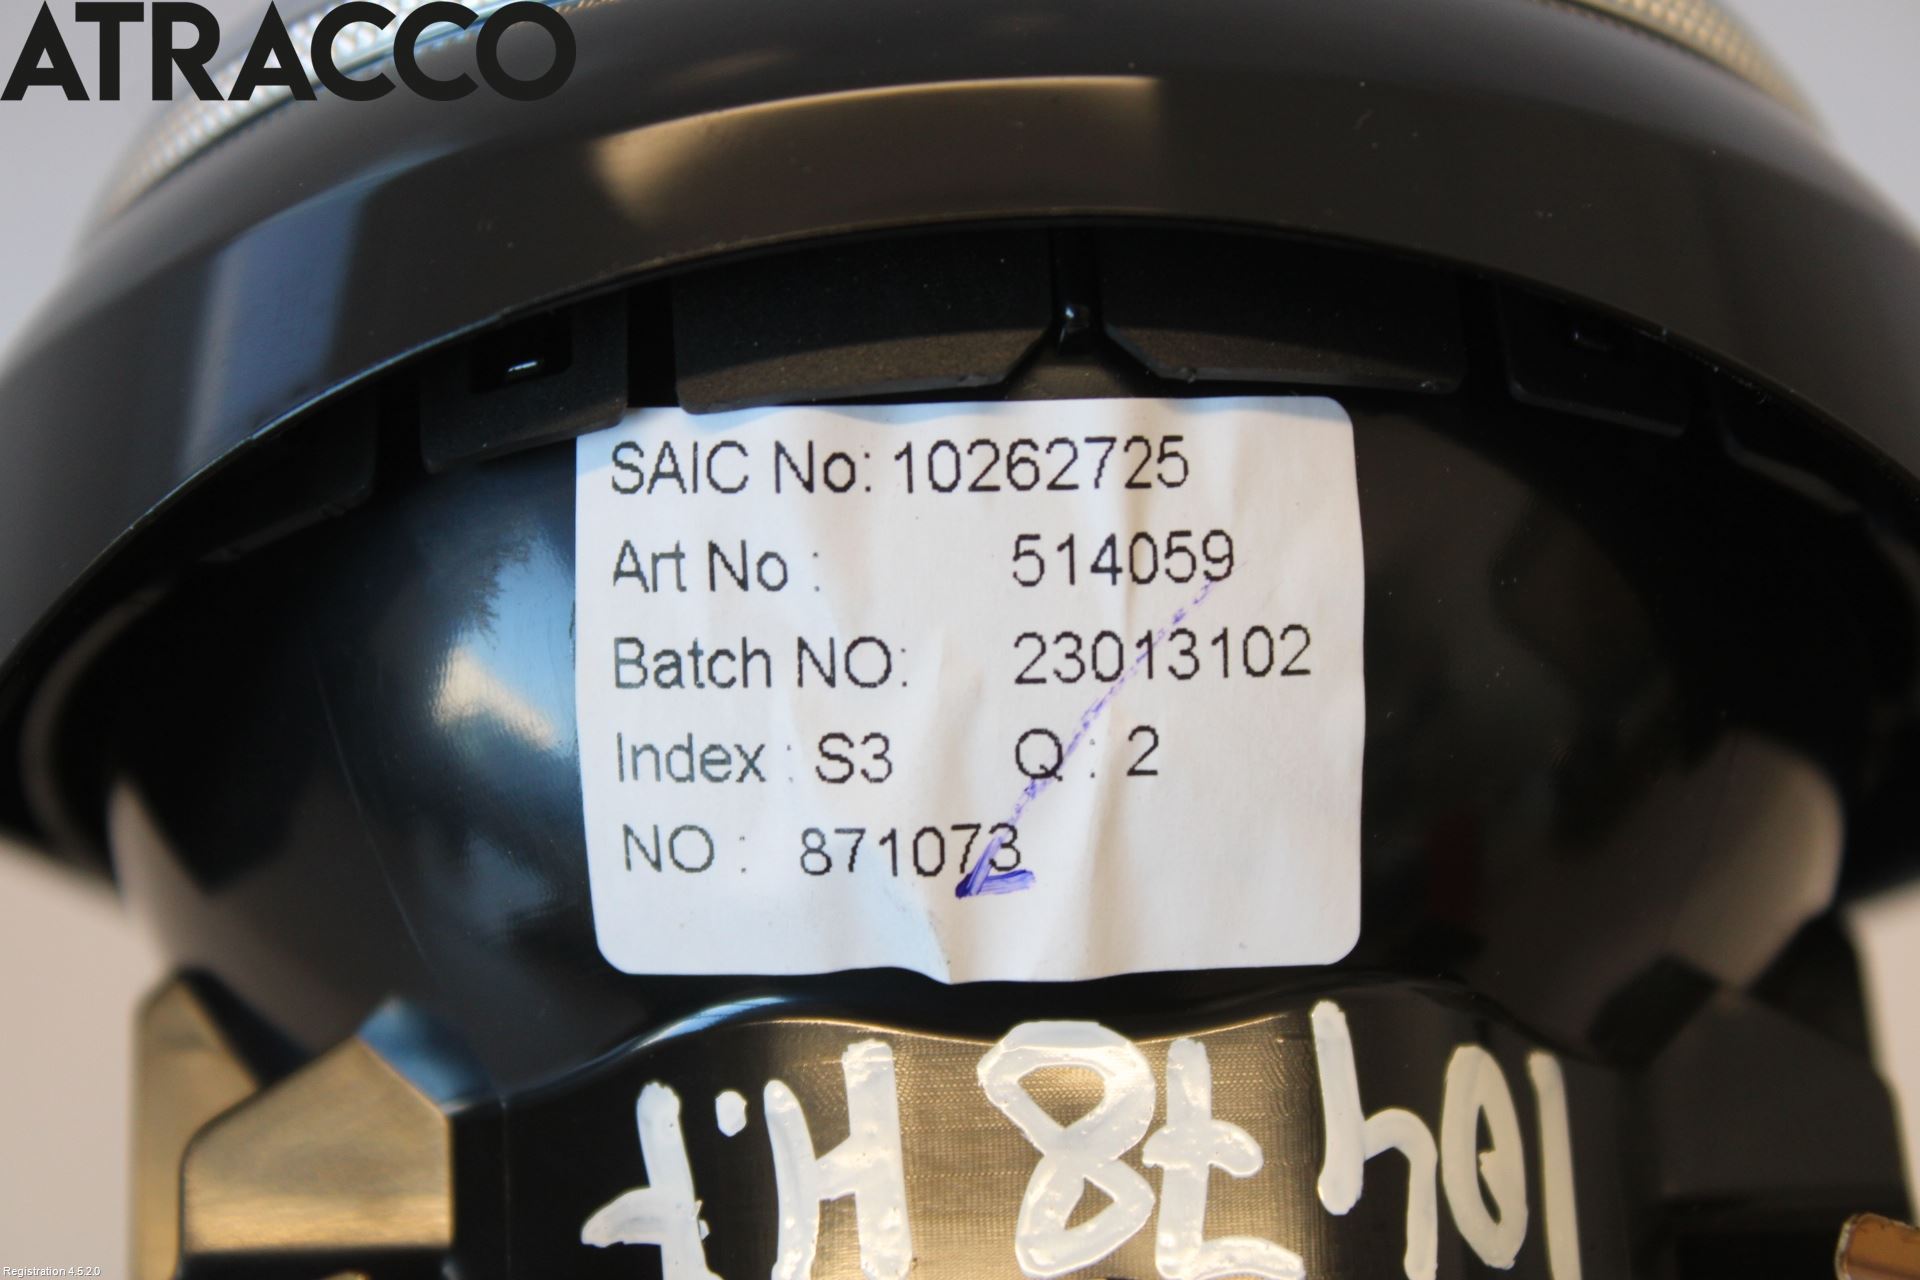 ATRACCO
SAIC No: 10262725
Art No : 514059
Batch NO: 23013102
Index : S3 Q : 2
NO : 871073
10478 H.F
Registration 4.5.2.0